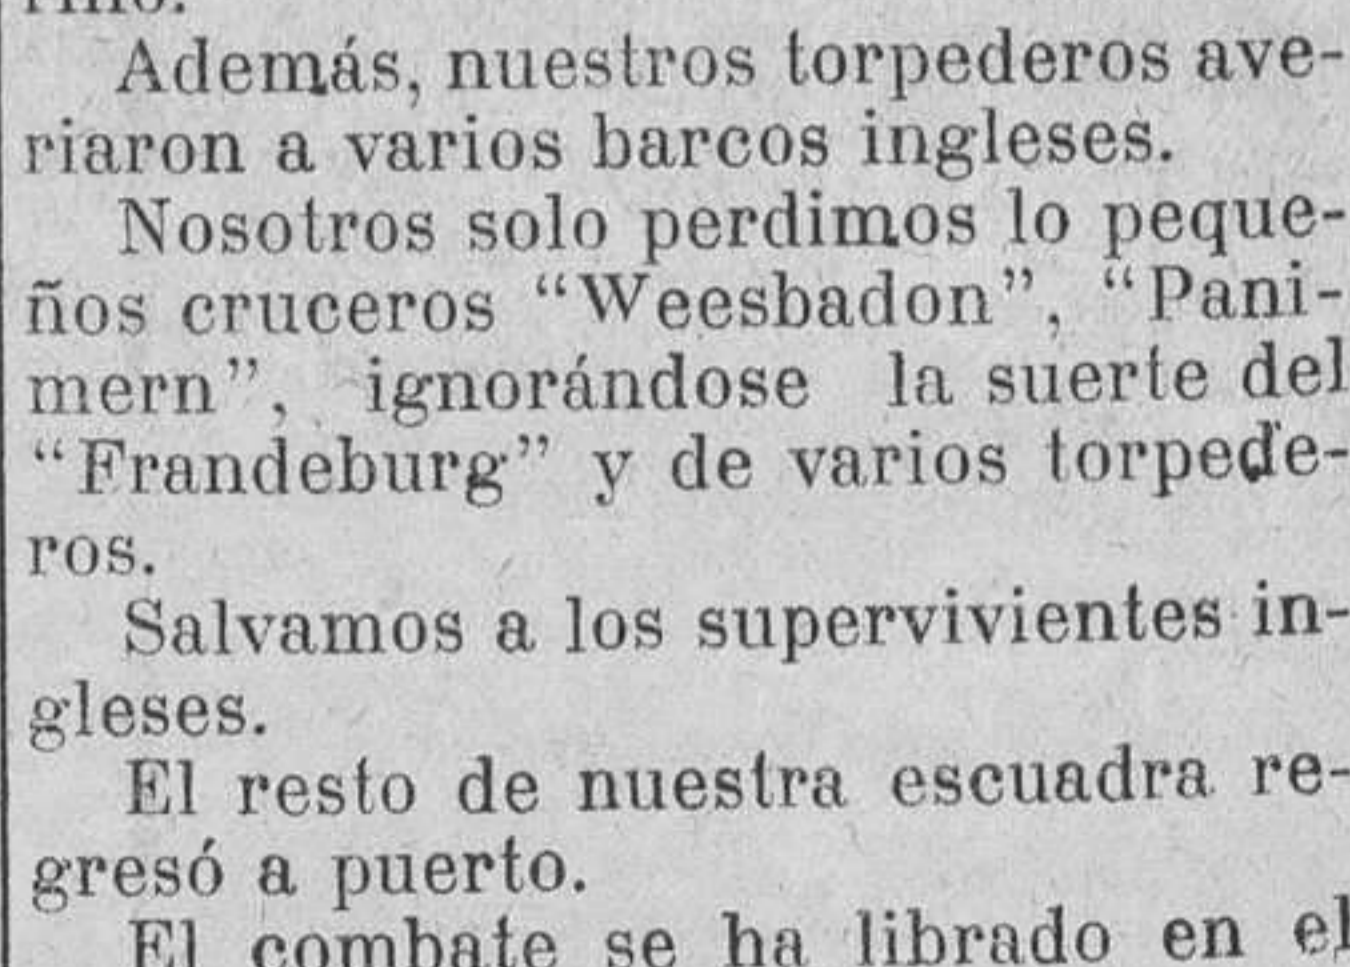 Además, nuestros torpederos ave-
riaron a varios barcos ingleses.
Nosotros solo perdimos lo peque-
ños cruceros “Weesbadon”, “Pani-
mern”, ignorándose la suerte del
“Frandeburg” y de varios torpede-
ros.
Salvamos a los supervivientes in-
gleses.
El resto de nuestra escuadra re-
gresó a puerto.
El combate se ha librado en el